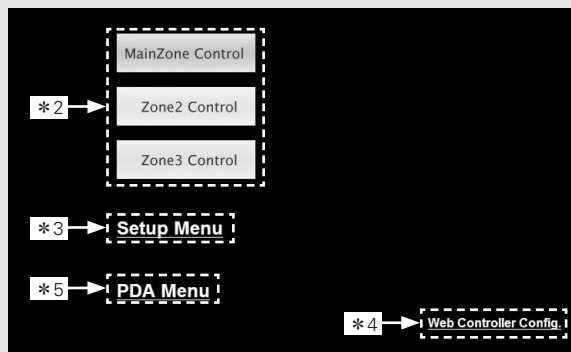 MainZone Control
*2
Zone2 Control
Zone3 Control
*3
Setup Menu
*5
PDA Menu
*4
Web Controller Config.